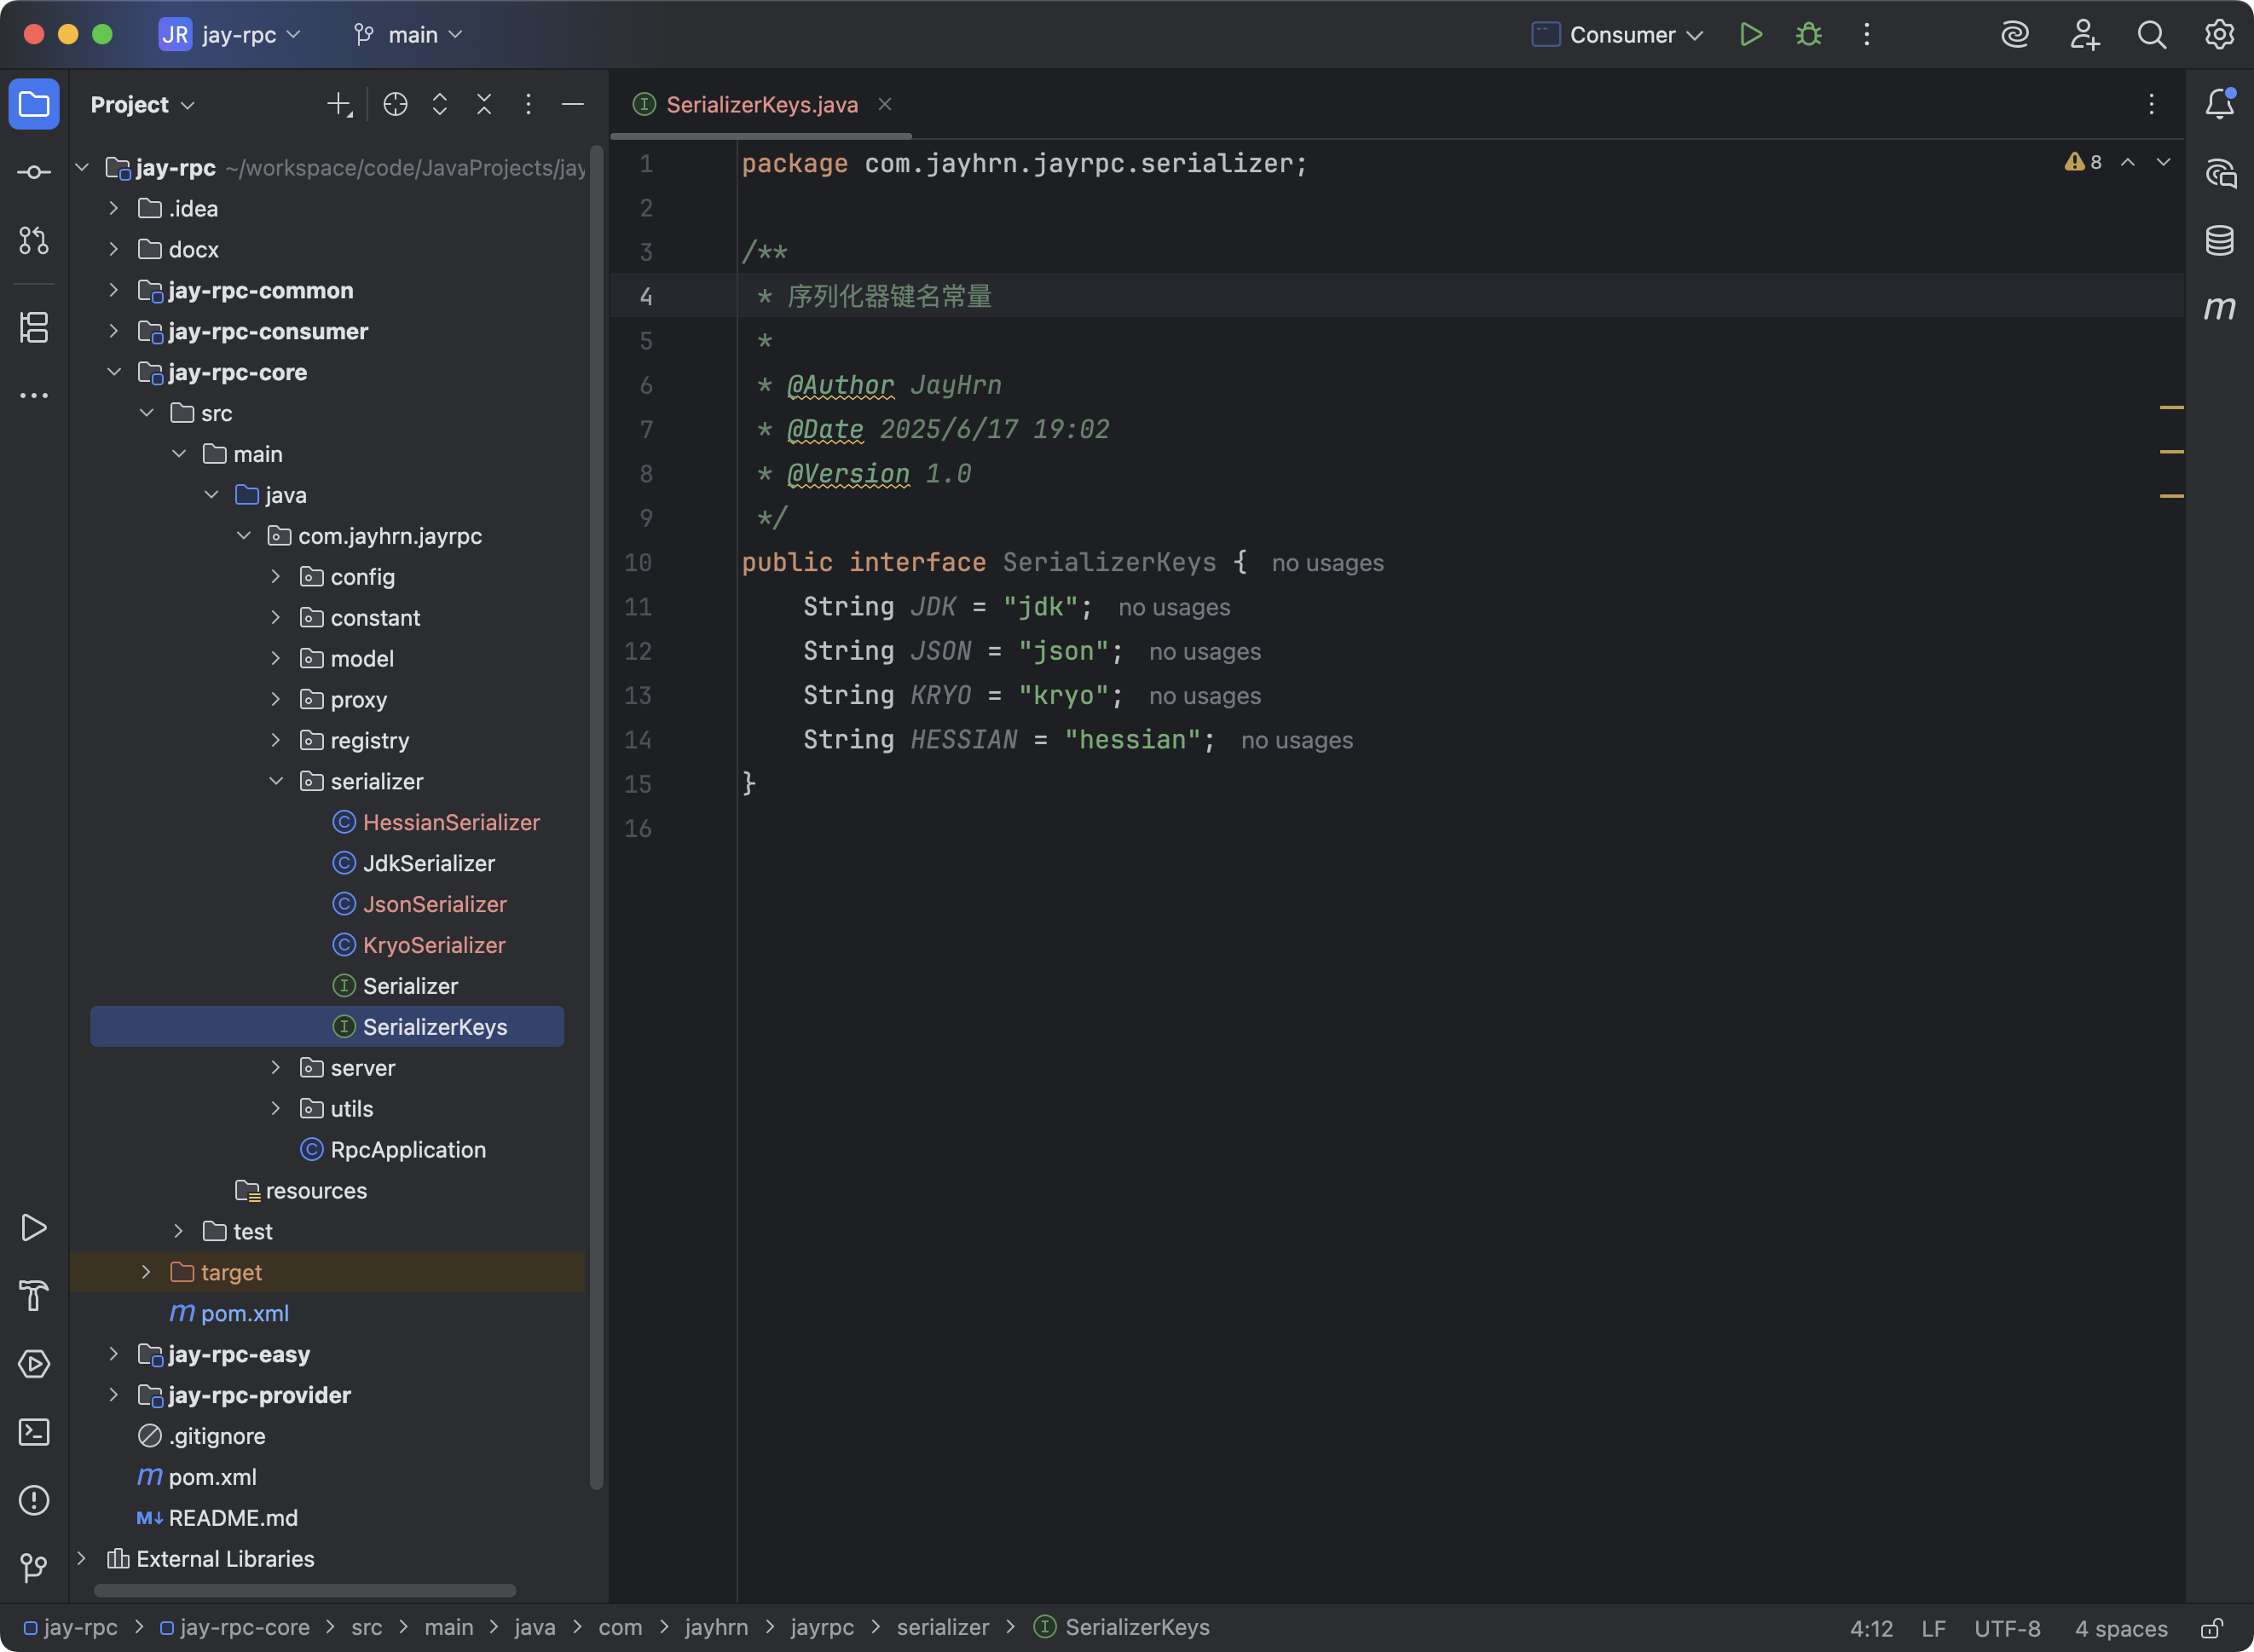 JR jay-rpc main Consumer
Project
SerializerKeys.java
jay-rpc ~/workspace/code/JavaProjects/jay
.idea
docx
jay-rpc-common
jay-rpc-consumer
jay-rpc-core
src
main
java
com.jayhrn.jayrpc
config
constant
model
proxy
registry
serializer
HessianSerializer
JdkSerializer
JsonSerializer
KryoSerializer
Serializer
SerializerKeys
server
utils
RpcApplication
resources
test
target
pom.xml
jay-rpc-easy
jay-rpc-provider
.gitignore
pom.xml
README.md
External Libraries
8
1 package com.jayhrn.jayrpc.serializer;
2
3 /**
4 * 序列化器键名常量
5 *
6 * @Author JayHrn
7 * @Date 2025/6/17 19:02
8 * @Version 1.0
9 */
10 public interface SerializerKeys { no usages
11 String JDK = "jdk"; no usages
12 String JSON = "json"; no usages
13 String KRYO = "kryo"; no usages
14 String HESSIAN = "hessian"; no usages
15 }
16
jay-rpc > jay-rpc-core > src > main > java > com > jayhrn > jayrpc > serializer > SerializerKeys 4:12 LF UTF-8 4 spaces